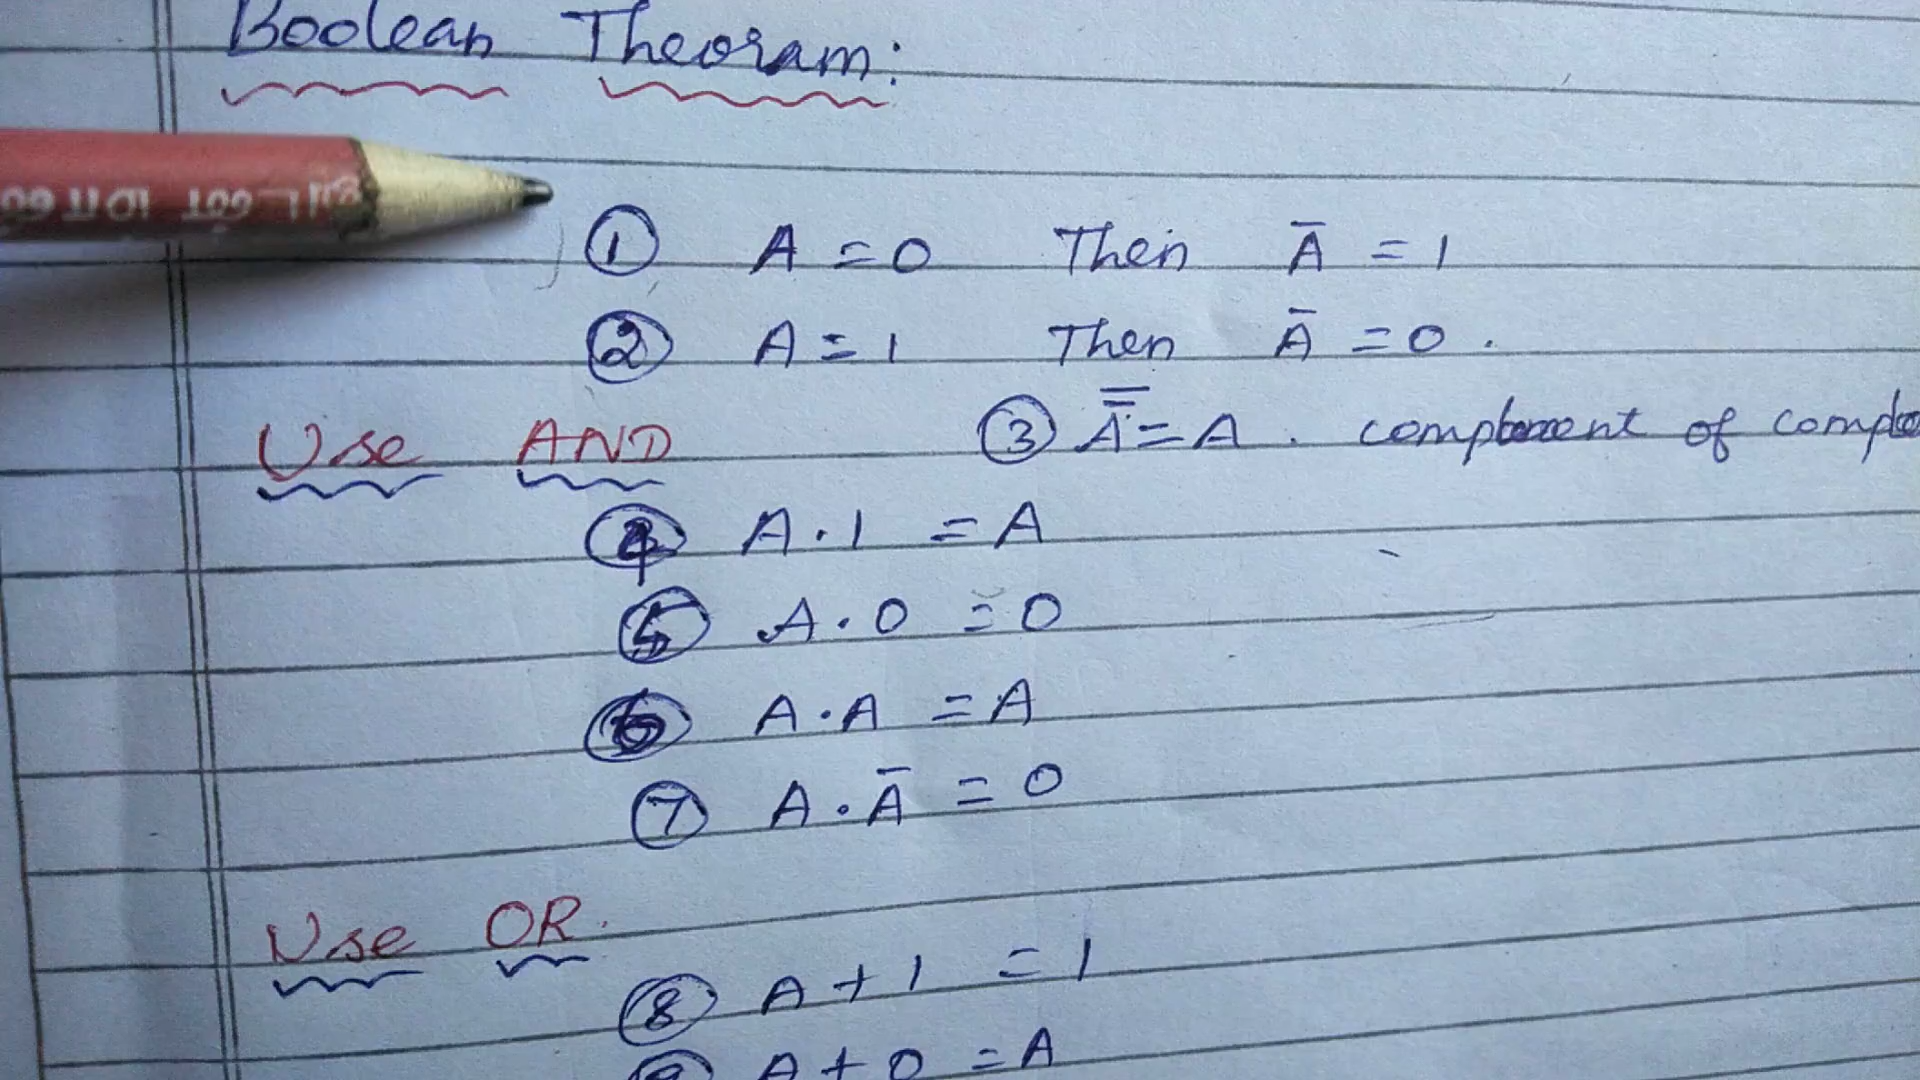 Boolean Theoram:
① A = 0 Then A̅ = 1
② A = 1 Then A̅ = 0.
Use AND
③ A̿ = A. complement of
④ A . 1 = A
⑤ A . 0 = 0
⑥ A . A = A
⑦ A . A̅ = 0
Use OR.
⑧ A + 1 = 1
⑨ A + 0 = A